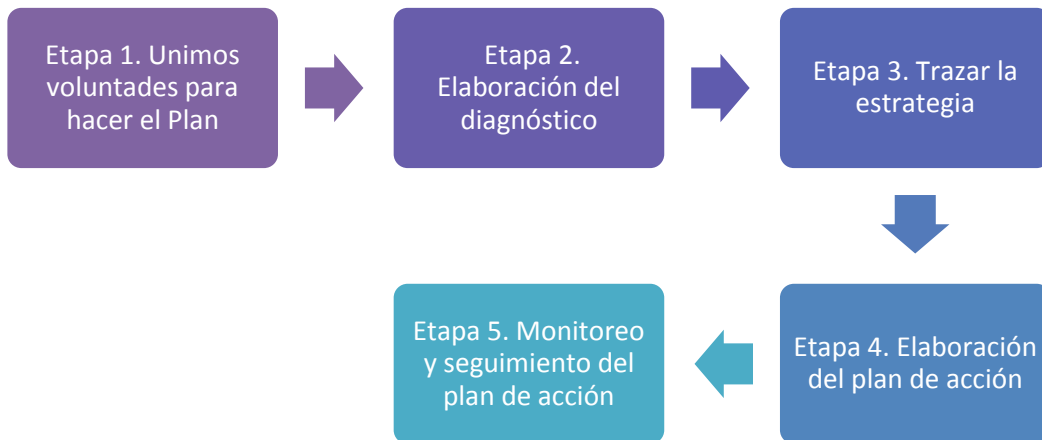 Etapa 1. Unimos
voluntades para
hacer el Plan
Etapa 2.
Elaboración del
diagnóstico
Etapa 3. Trazar la
estrategia
Etapa 4. Elaboración
del plan de acción
Etapa 5. Monitoreo
y seguimiento del
plan de acción